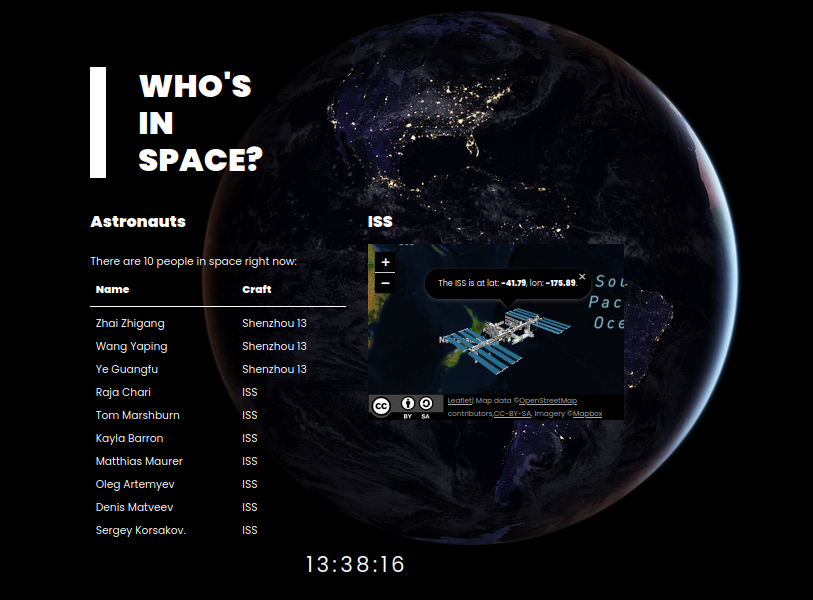 WHO'S
IN
SPACE?
Astronauts
There are 10 people in space right now:
Name Craft
Zhai Zhigang Shenzhou 13
Wang Yaping Shenzhou 13
Ye Guangfu Shenzhou 13
Raja Chari ISS
Tom Marshburn ISS
Kayla Barron ISS
Matthias Maurer ISS
Oleg Artemyev ISS
Denis Matveev ISS
Sergey Korsakov. ISS
ISS
+
−
The ISS is at lat: -41.79, lon: -175.89. ×
Sou
Pac
Oce
cc BY SA
Leaflet| Map data ©OpenStreetMap
contributors,CC-BY-SA, Imagery ©Mapbox
13:38:16